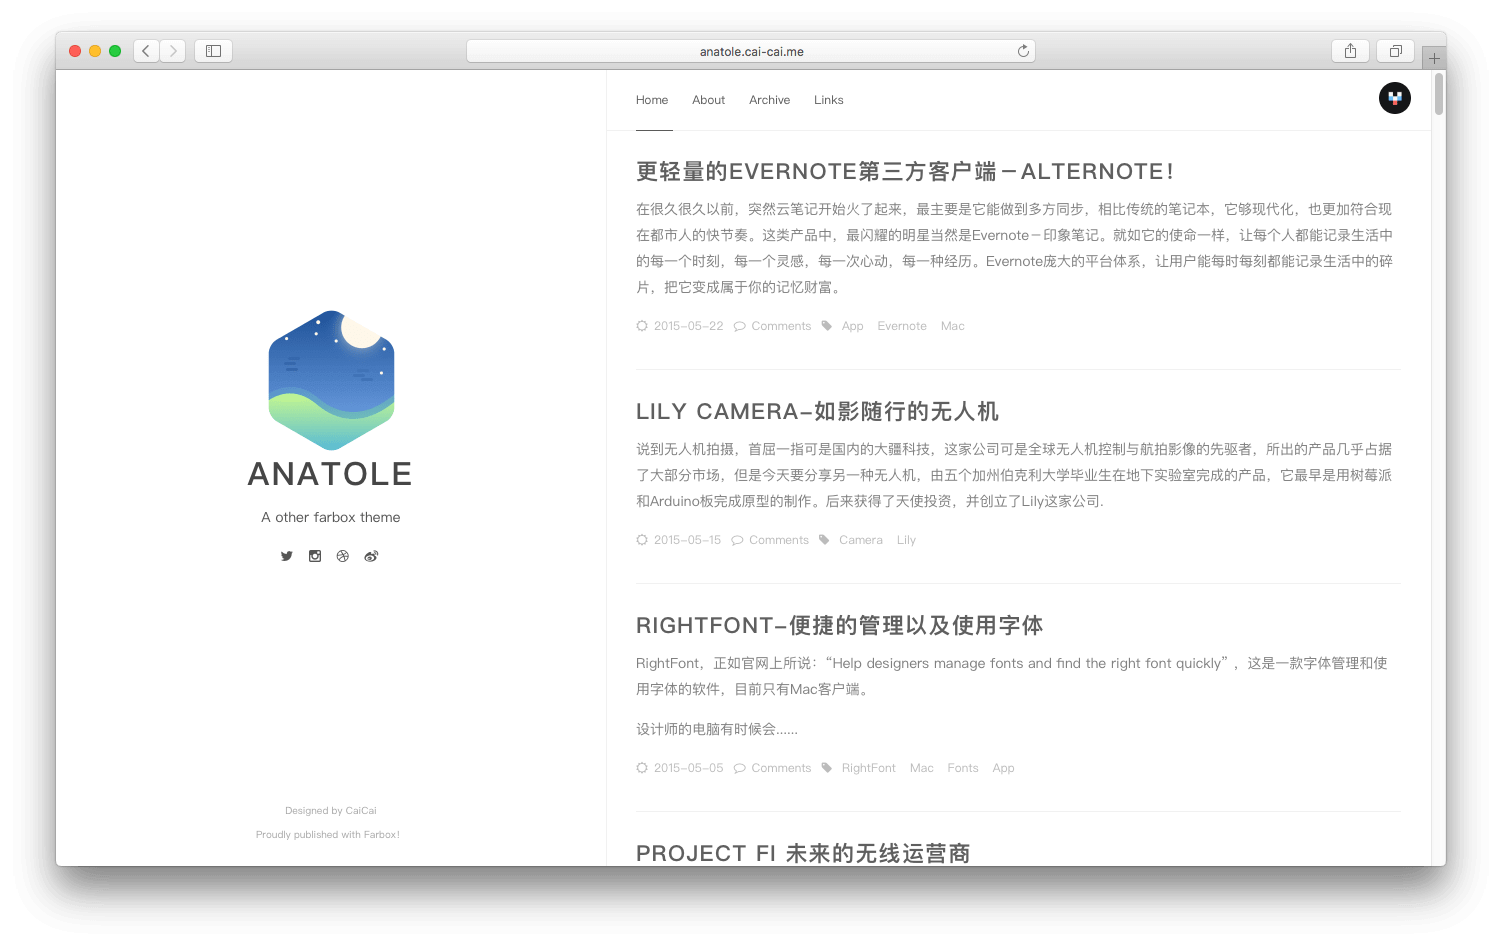 anatole.cai-cai.me
Home About Archive Links
ANATOLE
A other farbox theme
Designed by CaiCai
Proudly published with Farbox!
更轻量的EVERNOTE第三方客户端－ALTERNOTE！
在很久很久以前，突然云笔记开始火了起来，最主要是它能做到多方同步，相比传统的笔记本，它够现代化，也更加符合现
在都市人的快节奏。这类产品中，最闪耀的明星当然是Evernote－印象笔记。就如它的使命一样，让每个人都能记录生活中
的每一个时刻，每一个灵感，每一次心动，每一种经历。Evernote庞大的平台体系，让用户能每时每刻都能记录生活中的碎
片，把它变成属于你的记忆财富。
2015-05-22 Comments App Evernote Mac
LILY CAMERA-如影随行的无人机
说到无人机拍摄，首屈一指可是国内的大疆科技，这家公司可是全球无人机控制与航拍影像的先驱者，所出的产品几乎占据
了大部分市场，但是今天要分享另一种无人机，由五个加州伯克利大学毕业生在地下实验室完成的产品，它最早是用树莓派
和Arduino板完成原型的制作。后来获得了天使投资，并创立了Lily这家公司.
2015-05-15 Comments Camera Lily
RIGHTFONT-便捷的管理以及使用字体
RightFont，正如官网上所说：“Help designers manage fonts and find the right font quickly”，这是一款字体管理和使
用字体的软件，目前只有Mac客户端。
设计师的电脑有时候会......
2015-05-05 Comments RightFont Mac Fonts App
PROJECT FI 未来的无线运营商